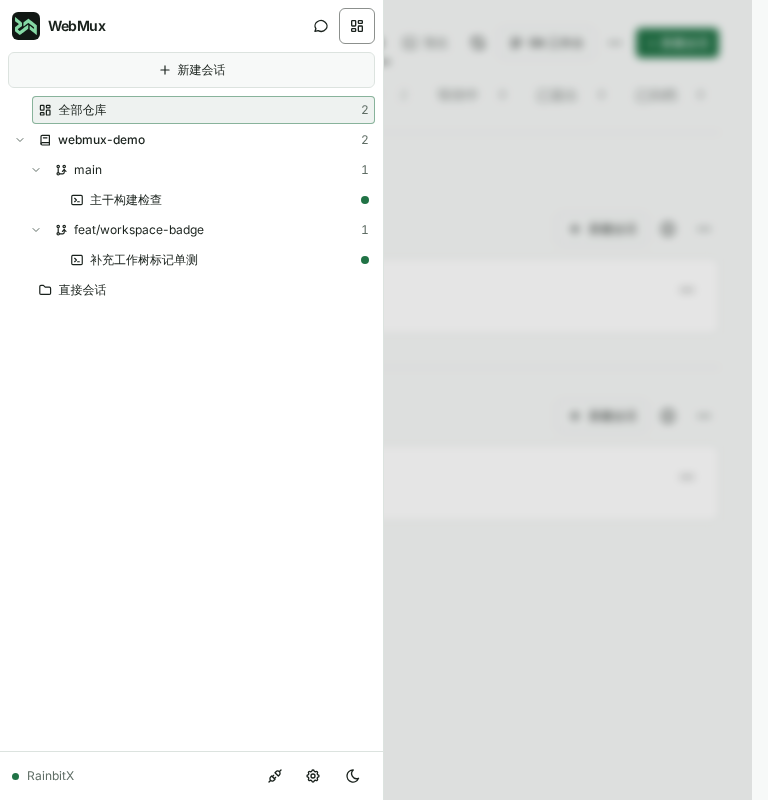 WebMux
新建会话
全部仓库 2
webmux-demo 2
main 1
主干构建检查
feat/workspace-badge 1
补充工作树标记单测
直接会话
RainbitX